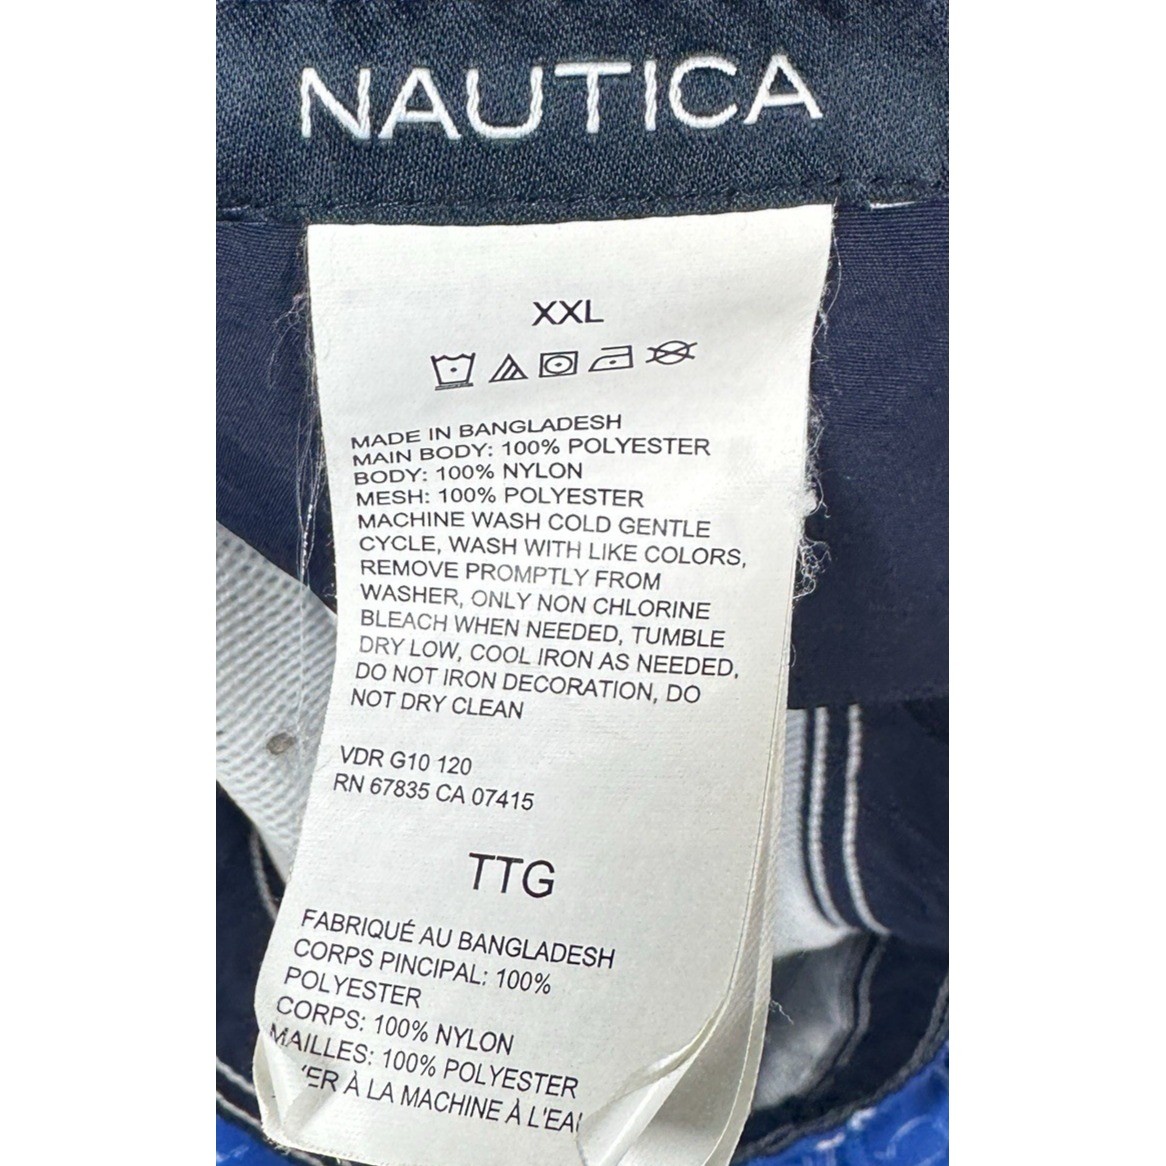 NAUTICA
XXL
MADE IN BANGLADESH
MAIN BODY: 100% POLYESTER
BODY: 100% NYLON
MESH: 100% POLYESTER
MACHINE WASH COLD GENTLE
CYCLE, WASH WITH LIKE COLORS,
REMOVE PROMPTLY FROM
WASHER, ONLY NON CHLORINE
BLEACH WHEN NEEDED, TUMBLE
DRY LOW, COOL IRON AS NEEDED,
DO NOT IRON DECORATION, DO
NOT DRY CLEAN
VDR G10 120
RN 67835 CA 07415
TTG
FABRIQUÉ AU BANGLADESH
CORPS PINCIPAL: 100%
POLYESTER
CORPS: 100% NYLON
MAILLES: 100% POLYESTER
À LA MACHINE À